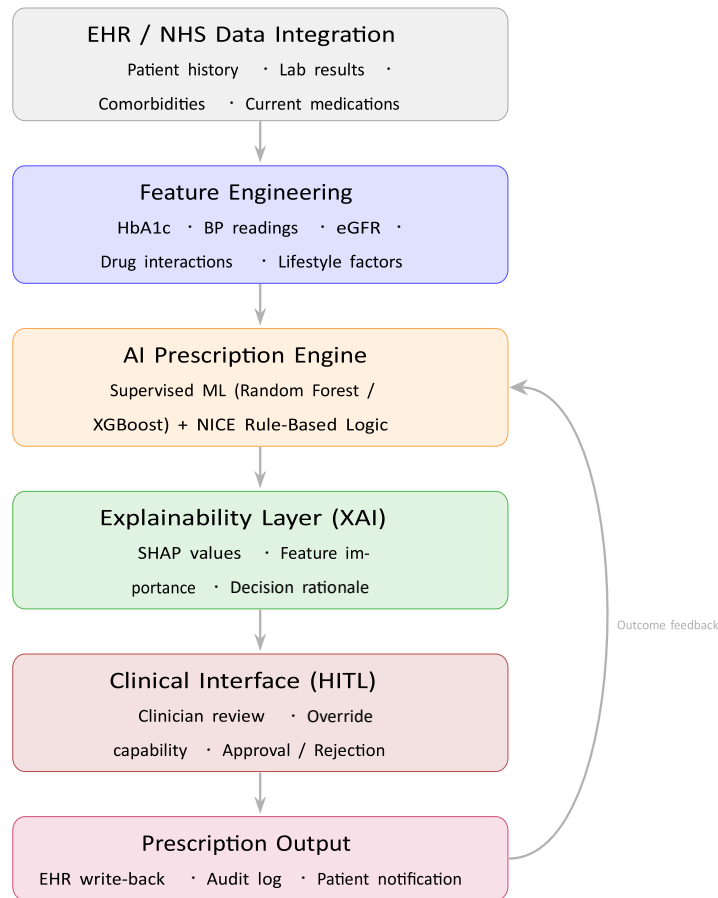 EHR / NHS Data Integration
Patient history · Lab results ·
Comorbidities · Current medications
Feature Engineering
HbA1c · BP readings · eGFR ·
Drug interactions · Lifestyle factors
AI Prescription Engine
Supervised ML (Random Forest /
XGBoost) + NICE Rule-Based Logic
Explainability Layer (XAI)
SHAP values · Feature im-
portance · Decision rationale
Outcome feedback
Clinical Interface (HITL)
Clinician review · Override
capability · Approval / Rejection
Prescription Output
EHR write-back · Audit log · Patient notification